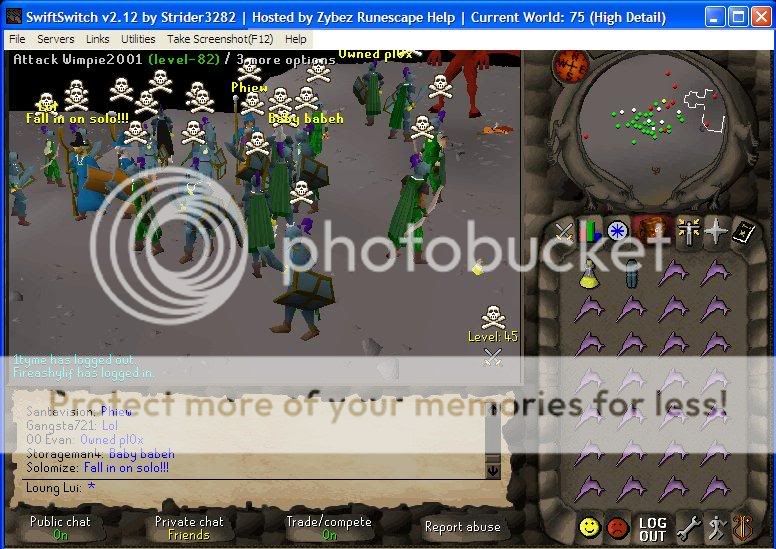 SwiftSwitch v2.12 by Strider3282 | Hosted by Zybez Runescape Help | Current World: 75 (High Detail)
File Servers Links Utilities Take Screenshot(F12) Help
Attack Wimpie2001 (level-82) / 3 more options
Owned pl0x
Phiew
Lol
Fall in on solo!!!
Baby babeh
photobucket
Level: 45
1tyme has logged out.
Fireashylif has logged in.
Protect more of your memories for less!
Santavision: Phiew
Gangsta721: Lol
00 Evan: Owned pl0x
Storageman4: Baby babeh
Solomize: Fall in on solo!!!
Loung Lui: *
Public chat
On
Private chat
Friends
Trade/compete
On
Report abuse
LOG
OUT